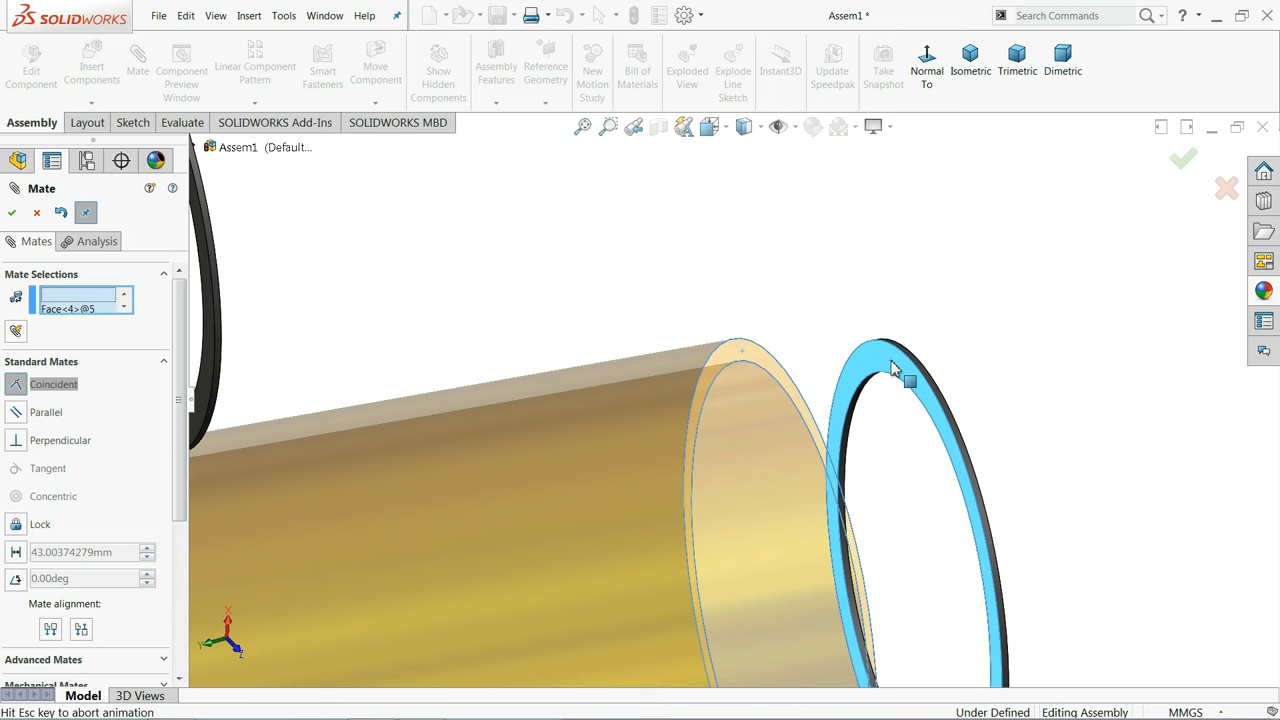 SOLIDWORKS File Edit View Insert Tools Window Help Assem1 * Search Commands
Edit Component
Insert Components
Mate
Component Preview Window
Linear Component Pattern
Smart Fasteners
Move Component
Show Hidden Components
Assembly Features
Reference Geometry
New Motion Study
Bill of Materials
Exploded View
Explode Line Sketch
Instant3D
Update Speedpak
Take Snapshot
Normal To
Isometric
Trimetric
Dimetric
Assembly Layout Sketch Evaluate SOLIDWORKS Add-Ins SOLIDWORKS MBD
Assem1 (Default...
Mate
Mates Analysis
Mate Selections
Face<4>@5
Standard Mates
Coincident
Parallel
Perpendicular
Tangent
Concentric
Lock
43.00374279mm
0.00deg
Mate alignment:
Advanced Mates
X
Y
Z
Model 3D Views
Hit Esc key to abort animation Under Defined Editing Assembly MMGS